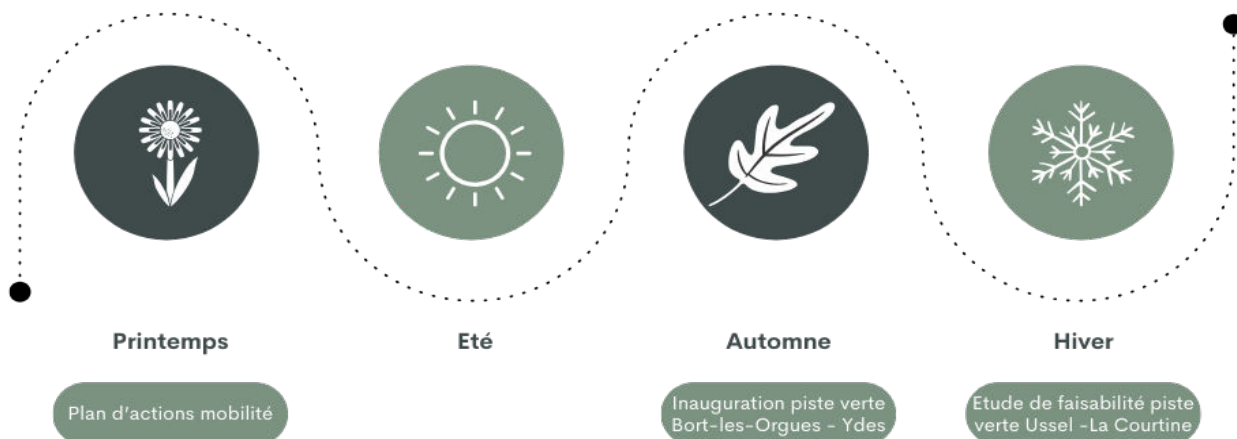 Printemps
Eté
Automne
Hiver
Plan d'actions mobilité
Inauguration piste verte
Bort-les-Orgues - Ydes
Etude de faisabilité piste
verte Ussel -La Courtine